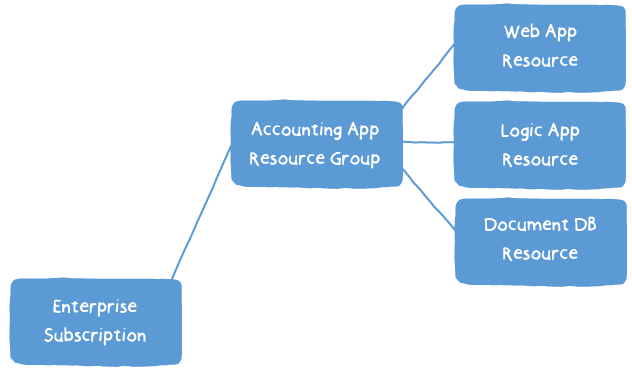 Web App
Resource
Accounting App
Resource Group
Logic App
Resource
Document DB
Resource
Enterprise
Subscription